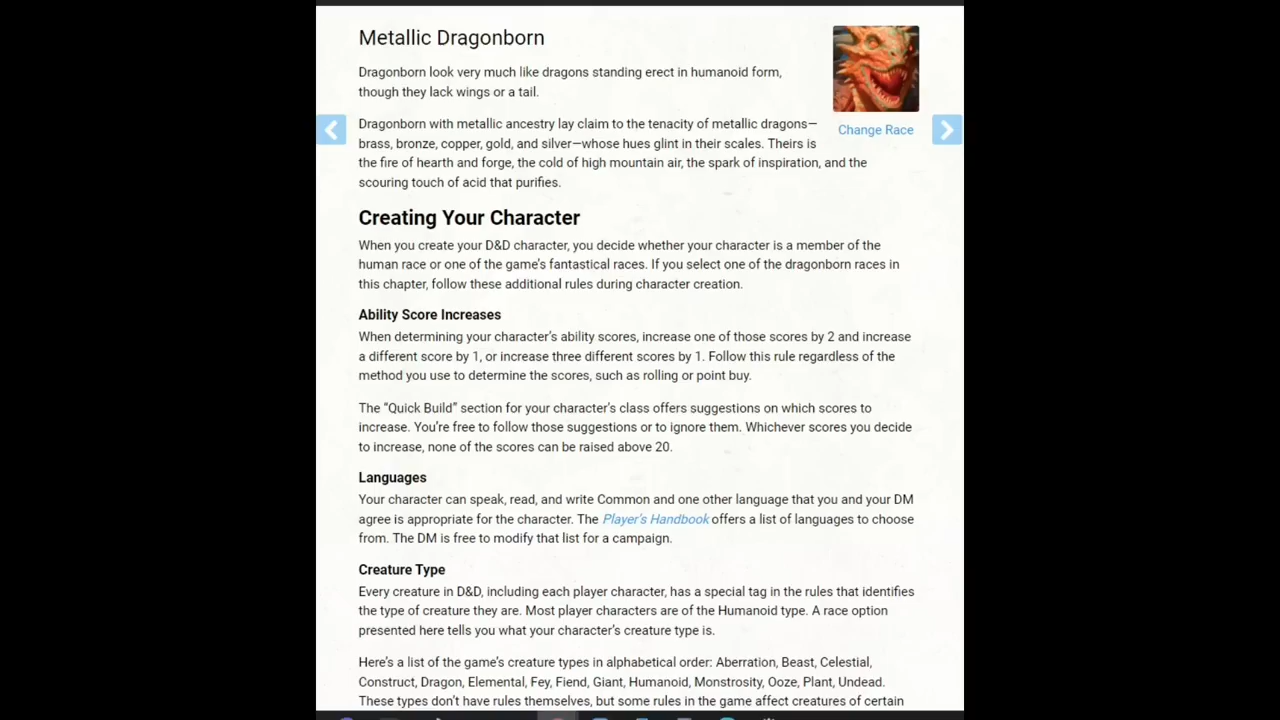 Metallic Dragonborn
Dragonborn look very much like dragons standing erect in humanoid form,
though they lack wings or a tail.
Dragonborn with metallic ancestry lay claim to the tenacity of metallic dragons—
brass, bronze, copper, gold, and silver—whose hues glint in their scales. Theirs is
the fire of hearth and forge, the cold of high mountain air, the spark of inspiration, and the
scouring touch of acid that purifies.
Change Race
Creating Your Character
When you create your D&D character, you decide whether your character is a member of the
human race or one of the game's fantastical races. If you select one of the dragonborn races in
this chapter, follow these additional rules during character creation.
Ability Score Increases
When determining your character's ability scores, increase one of those scores by 2 and increase
a different score by 1, or increase three different scores by 1. Follow this rule regardless of the
method you use to determine the scores, such as rolling or point buy.
The “Quick Build” section for your character's class offers suggestions on which scores to
increase. You're free to follow those suggestions or to ignore them. Whichever scores you decide
to increase, none of the scores can be raised above 20.
Languages
Your character can speak, read, and write Common and one other language that you and your DM
agree is appropriate for the character. The Player's Handbook offers a list of languages to choose
from. The DM is free to modify that list for a campaign.
Creature Type
Every creature in D&D, including each player character, has a special tag in the rules that identifies
the type of creature they are. Most player characters are of the Humanoid type. A race option
presented here tells you what your character's creature type is.
Here's a list of the game's creature types in alphabetical order: Aberration, Beast, Celestial,
Construct, Dragon, Elemental, Fey, Fiend, Giant, Humanoid, Monstrosity, Ooze, Plant, Undead.
These types don't have rules themselves, but some rules in the game affect creatures of certain